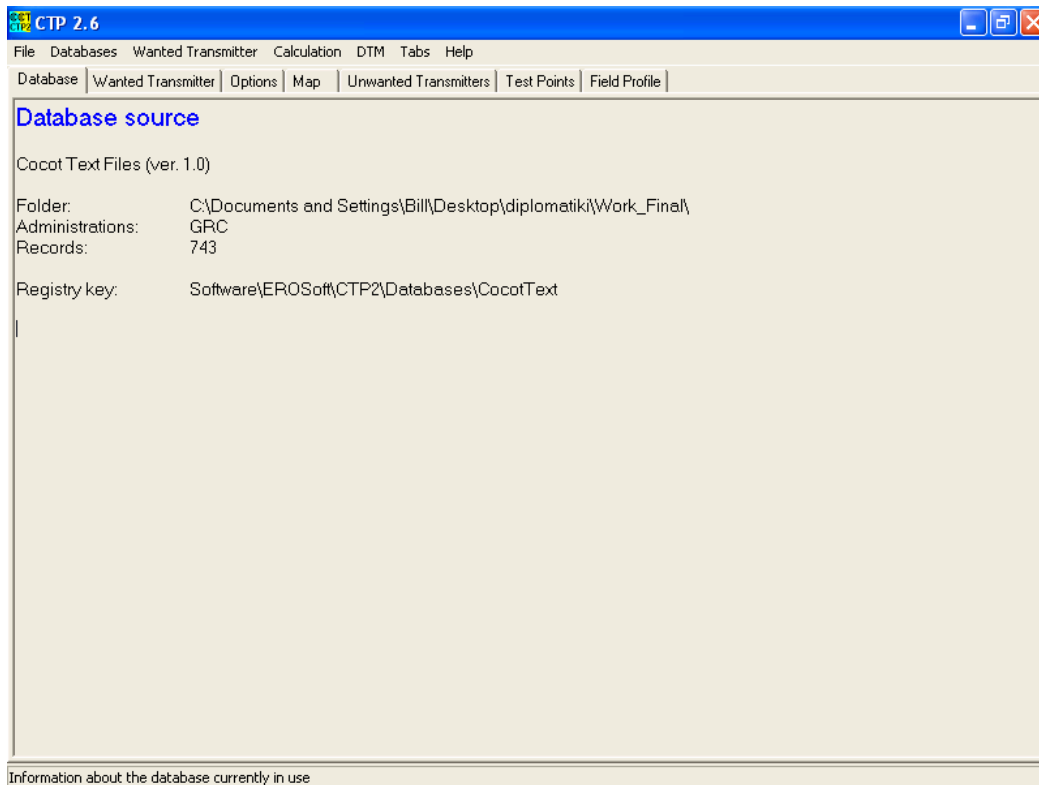 CTP 2.6
File Databases Wanted Transmitter Calculation DTM Tabs Help
Database Wanted Transmitter Options Map Unwanted Transmitters Test Points Field Profile
Database source
Cocot Text Files (ver. 1.0)
Folder: C:\Documents and Settings\Bill\Desktop\diplomatiki\Work_Final\
Administrations: GRC
Records: 743
Registry key: Software\EROSoft\CTP2\Databases\CocotText
Information about the database currently in use